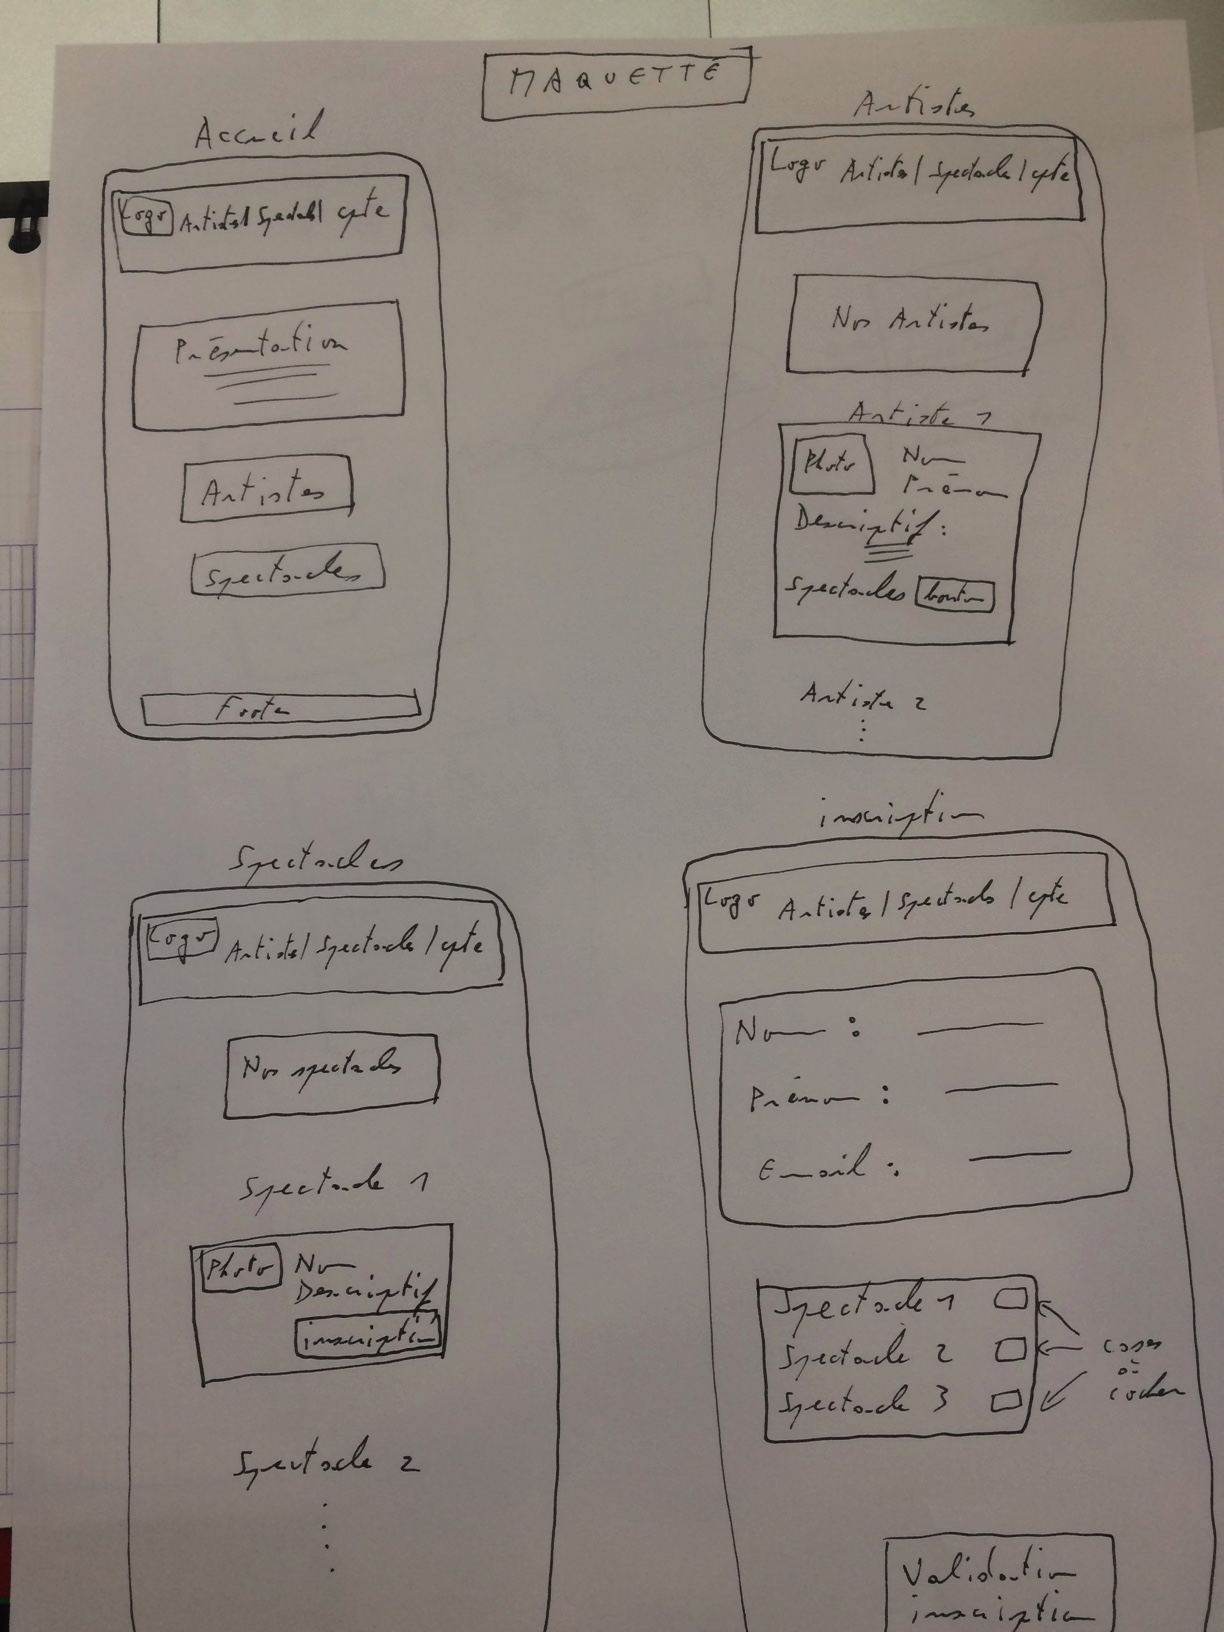 MAQUETTE
Accueil
Logo Artistes/Spectacles/ cpte
Présentation
Artistes
Spectacles
Footer
Artistes
Logo Artistes/Spectacles/cpte
Nos Artistes
Artiste 1
Photo Nom
Prénom
Descriptif :
Spectacles bouton
Artiste 2
Spectacles
Logo Artistes/Spectacles/cpte
Nos spectacles
Spectacle 1
Photo Nom
Descriptif
inscription
Spectacle 2
inscription
Logo Artistes/Spectacles/cpte
Nom :
Prénom :
Email :
Spectacle 1
Spectacle 2
Spectacle 3
cases
à
cocher
Validation
inscription